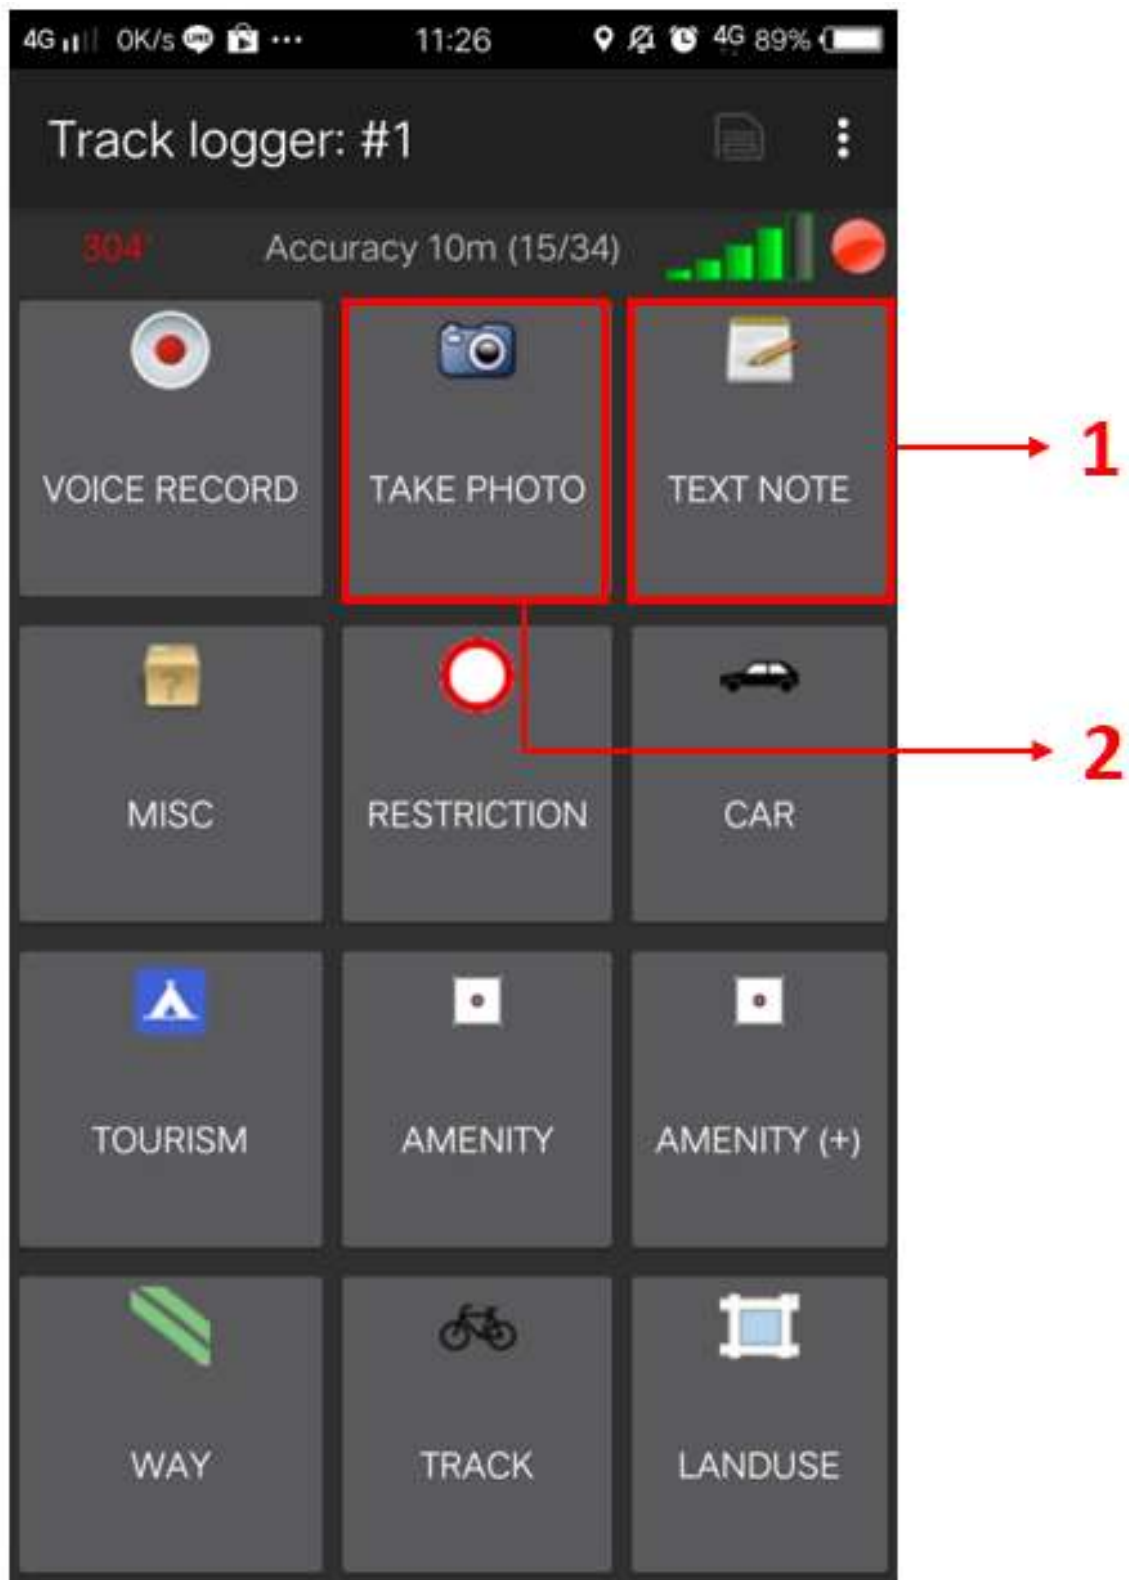 4G 0K/s LINE ••• 11:26 4G 89%
Track logger: #1
304° Accuracy 10m (15/34)
VOICE RECORD TAKE PHOTO TEXT NOTE
1
MISC RESTRICTION CAR
2
TOURISM AMENITY AMENITY (+)
WAY TRACK LANDUSE